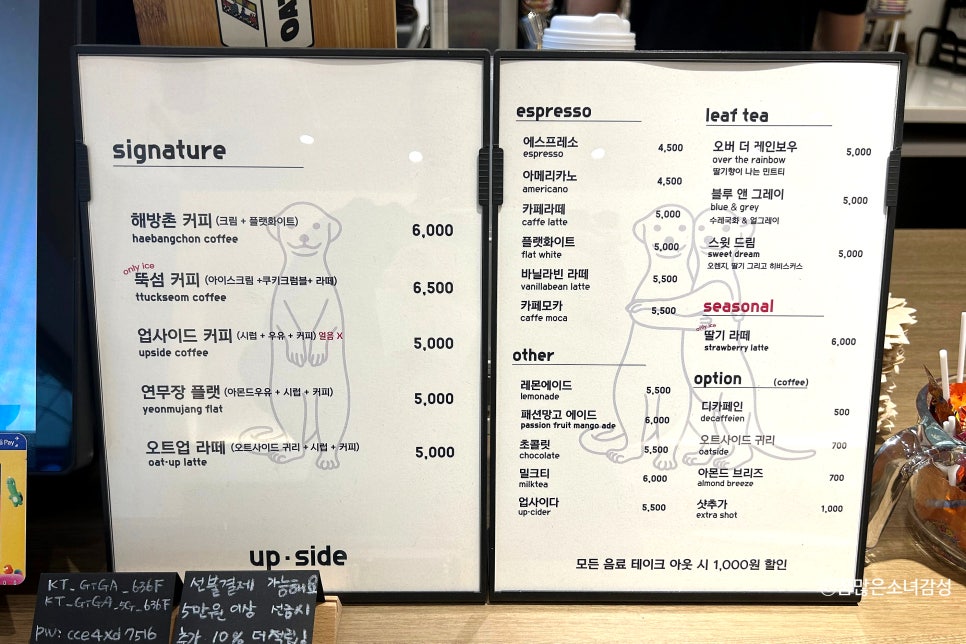 OA
signature
해방촌 커피 (크림 + 플랫화이트)
haebangchon coffee
6,000
only ice
뚝섬 커피 (아이스크림 +쿠키크럼블+ 라떼)
ttuckseom coffee
6,500
업사이드 커피 (시럽 + 우유 + 커피) 얼음 X
upside coffee
5,000
연무장 플랫 (아몬드우유 + 시럽 + 커피)
yeonmujang flat
5,000
오트업 라떼 (오트사이드 귀리 + 시럽 + 커피)
oat·up latte
5,000
up·side
espresso
에스프레소
espresso
4,500
아메리카노
americano
4,500
카페라떼
caffe latte
5,000
플랫화이트
flat white
5,000
바닐라빈 라떼
vanillabean latte
5,500
카페모카
caffe moca
5,500
other
레몬에이드
lemonade
5,500
패션망고 에이드
passion fruit mango ade
6,000
초콜릿
chocolate
5,500
밀크티
milktea
6,000
업사이다
up·cider
5,500
leaf tea
오버 더 레인보우
over the rainbow
딸기향이 나는 민트티
5,000
블루 앤 그레이
blue & grey
수레국화 & 얼그레이
5,000
스윗 드림
sweet dream
오렌지, 딸기 그리고 히비스커스
5,000
seasonal
only ice
딸기 라떼
strawberry latte
6,000
option (coffee)
디카페인
decaffeien
500
오트사이드 귀리
oatside
700
아몬드 브리즈
almond breeze
700
샷추가
extra shot
1,000
모든 음료 테이크 아웃 시 1,000원 할인
Pay
KT_GiGA_636F
KT_GiGA_5G_636F
PW: cce4xd7516
선불결제 가능해요
5만원 이상 선금시
추가 10% 더 적립!
많은소녀감성